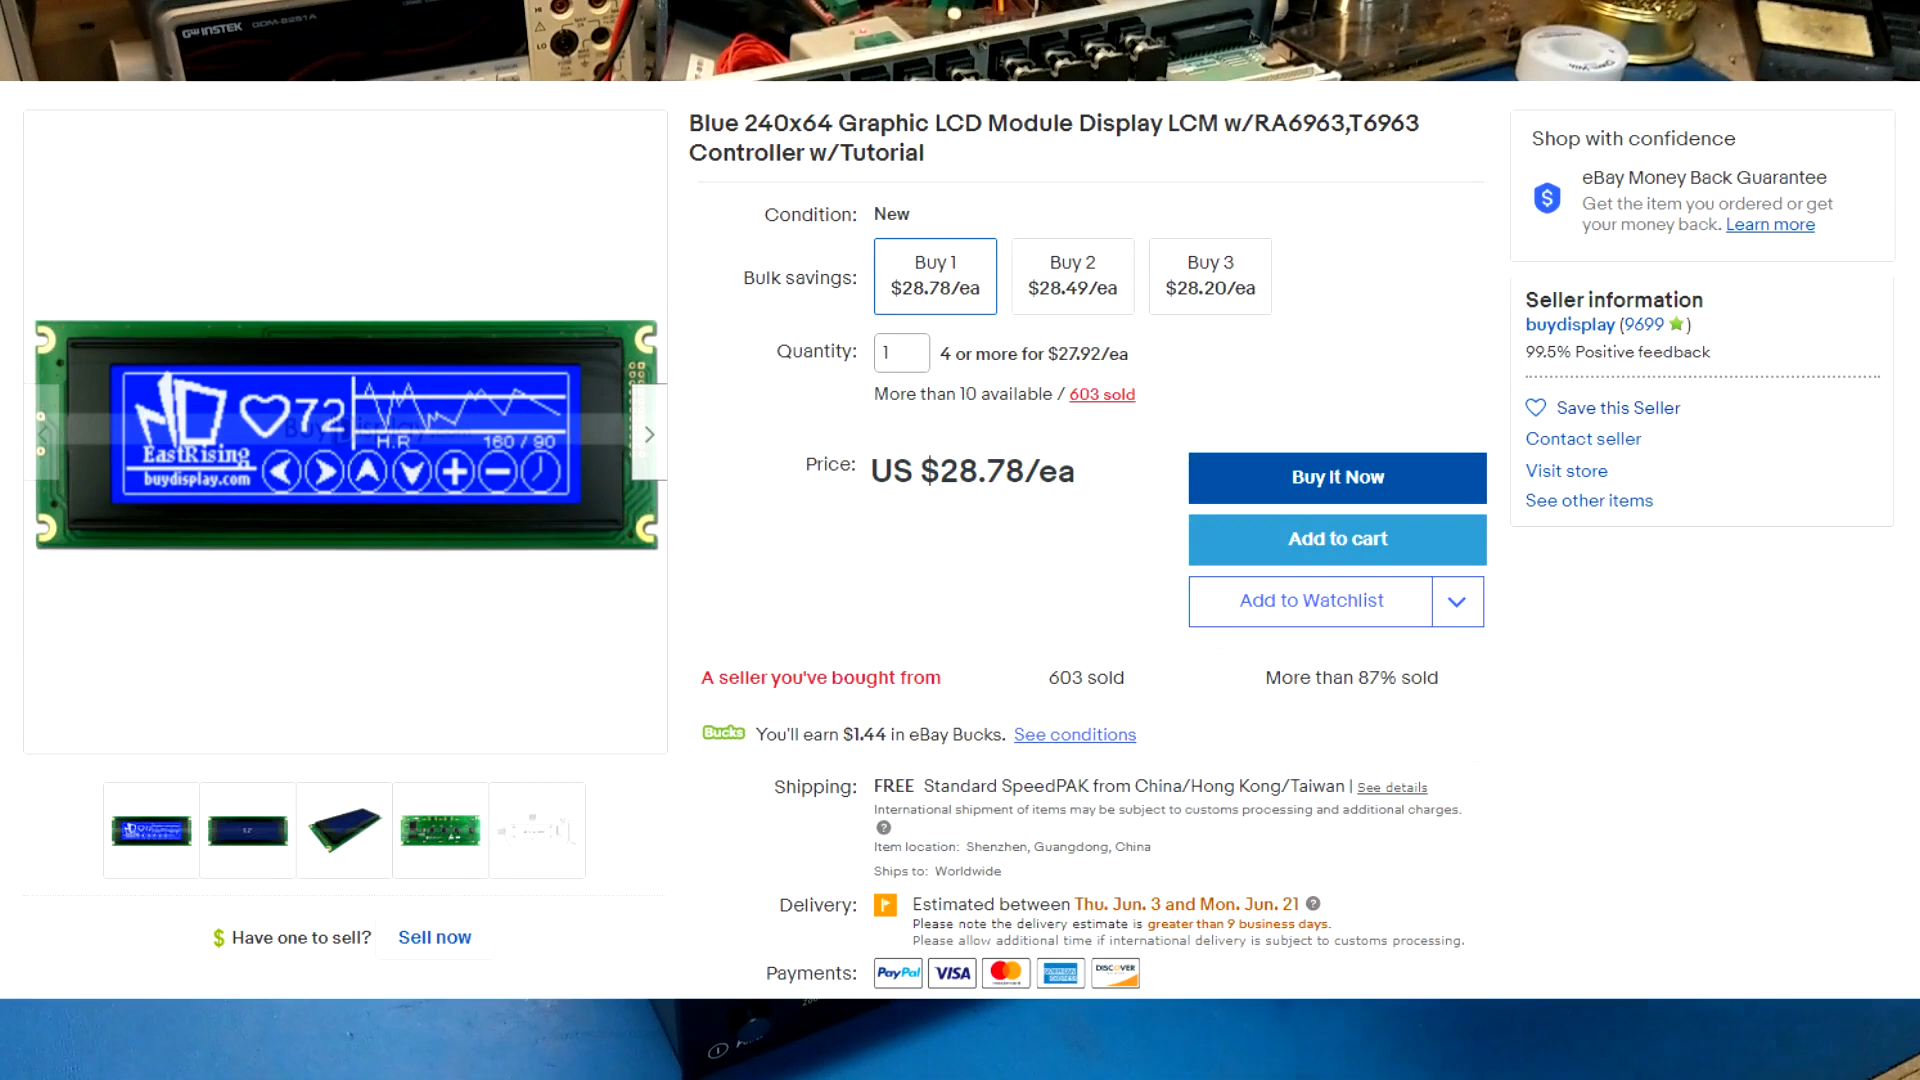 GWINSTEK GDM-8251A
HI
LO
Blue 240x64 Graphic LCD Module Display LCM w/RA6963,T6963
Controller w/Tutorial
Condition: New
Bulk savings:
Buy 1
$28.78/ea
Buy 2
$28.49/ea
Buy 3
$28.20/ea
Quantity: 1 4 or more for $27.92/ea
More than 10 available / 603 sold
Price: US $28.78/ea
Buy It Now
Add to cart
Add to Watchlist
A seller you've bought from 603 sold More than 87% sold
Bucks You'll earn $1.44 in eBay Bucks. See conditions
Shipping: FREE Standard SpeedPAK from China/Hong Kong/Taiwan | See details
International shipment of items may be subject to customs processing and additional charges.
Item location: Shenzhen, Guangdong, China
Ships to: Worldwide
Delivery: Estimated between Thu. Jun. 3 and Mon. Jun. 21
Please note the delivery estimate is greater than 9 business days.
Please allow additional time if international delivery is subject to customs processing.
Payments: PayPal VISA mastercard AMERICAN EXPRESS DISCOVER
Shop with confidence
eBay Money Back Guarantee
Get the item you ordered or get
your money back. Learn more
Seller information
buydisplay (9699)
99.5% Positive feedback
Save this Seller
Contact seller
Visit store
See other items
72
H.R 160 / 90
EastRising
buydisplay.com
$ Have one to sell? Sell now